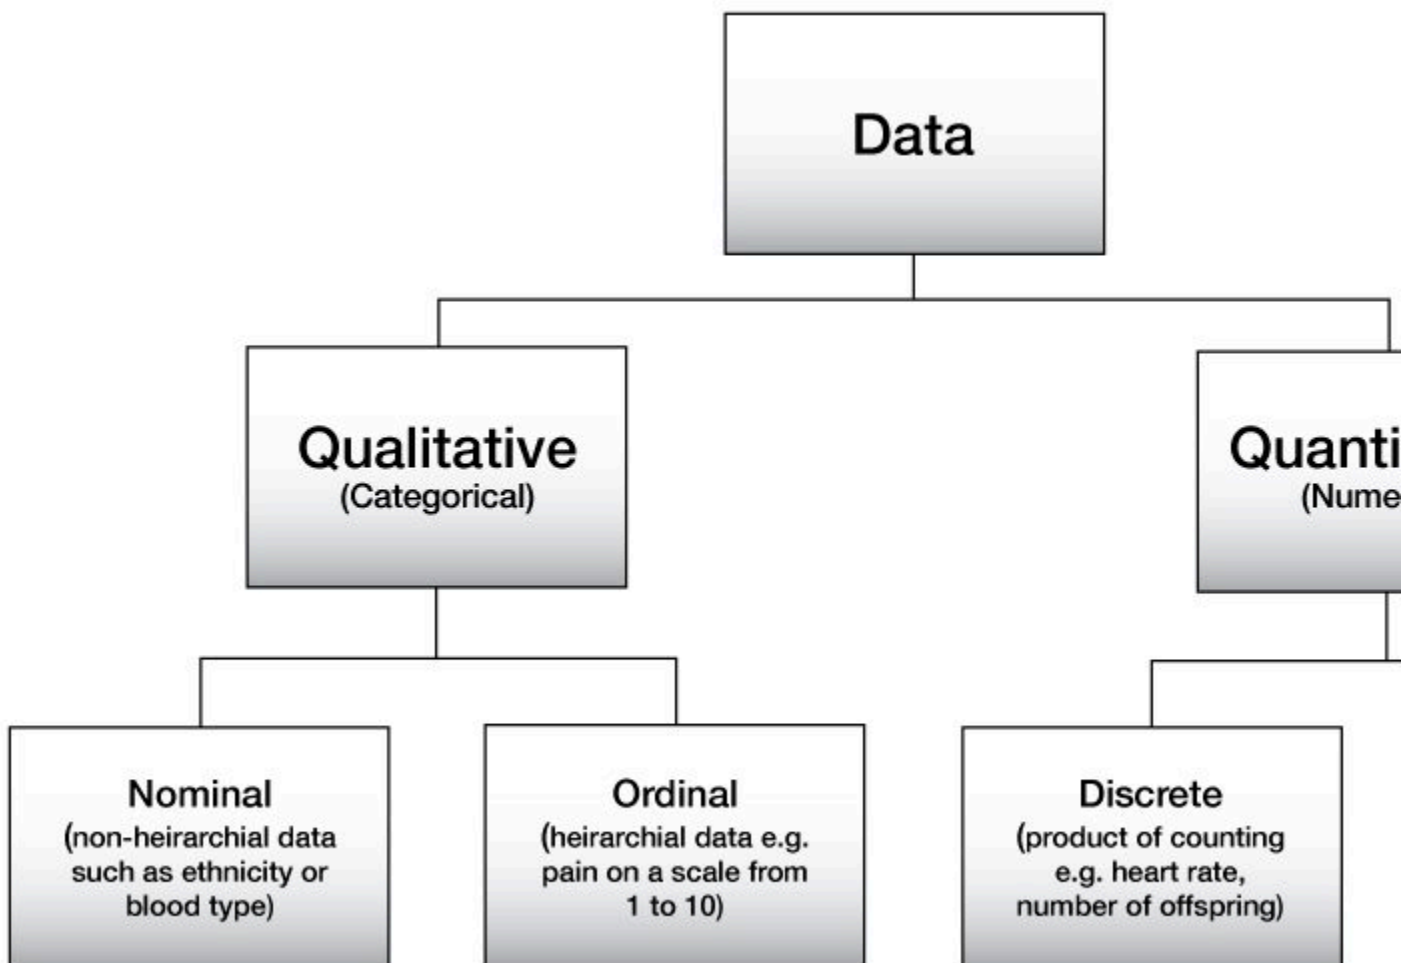 Data
Qualitative
(Categorical)
Quanti
(Nume
Nominal
(non-heirarchial data
such as ethnicity or
blood type)
Ordinal
(heirarchial data e.g.
pain on a scale from
1 to 10)
Discrete
(product of counting
e.g. heart rate,
number of offspring)